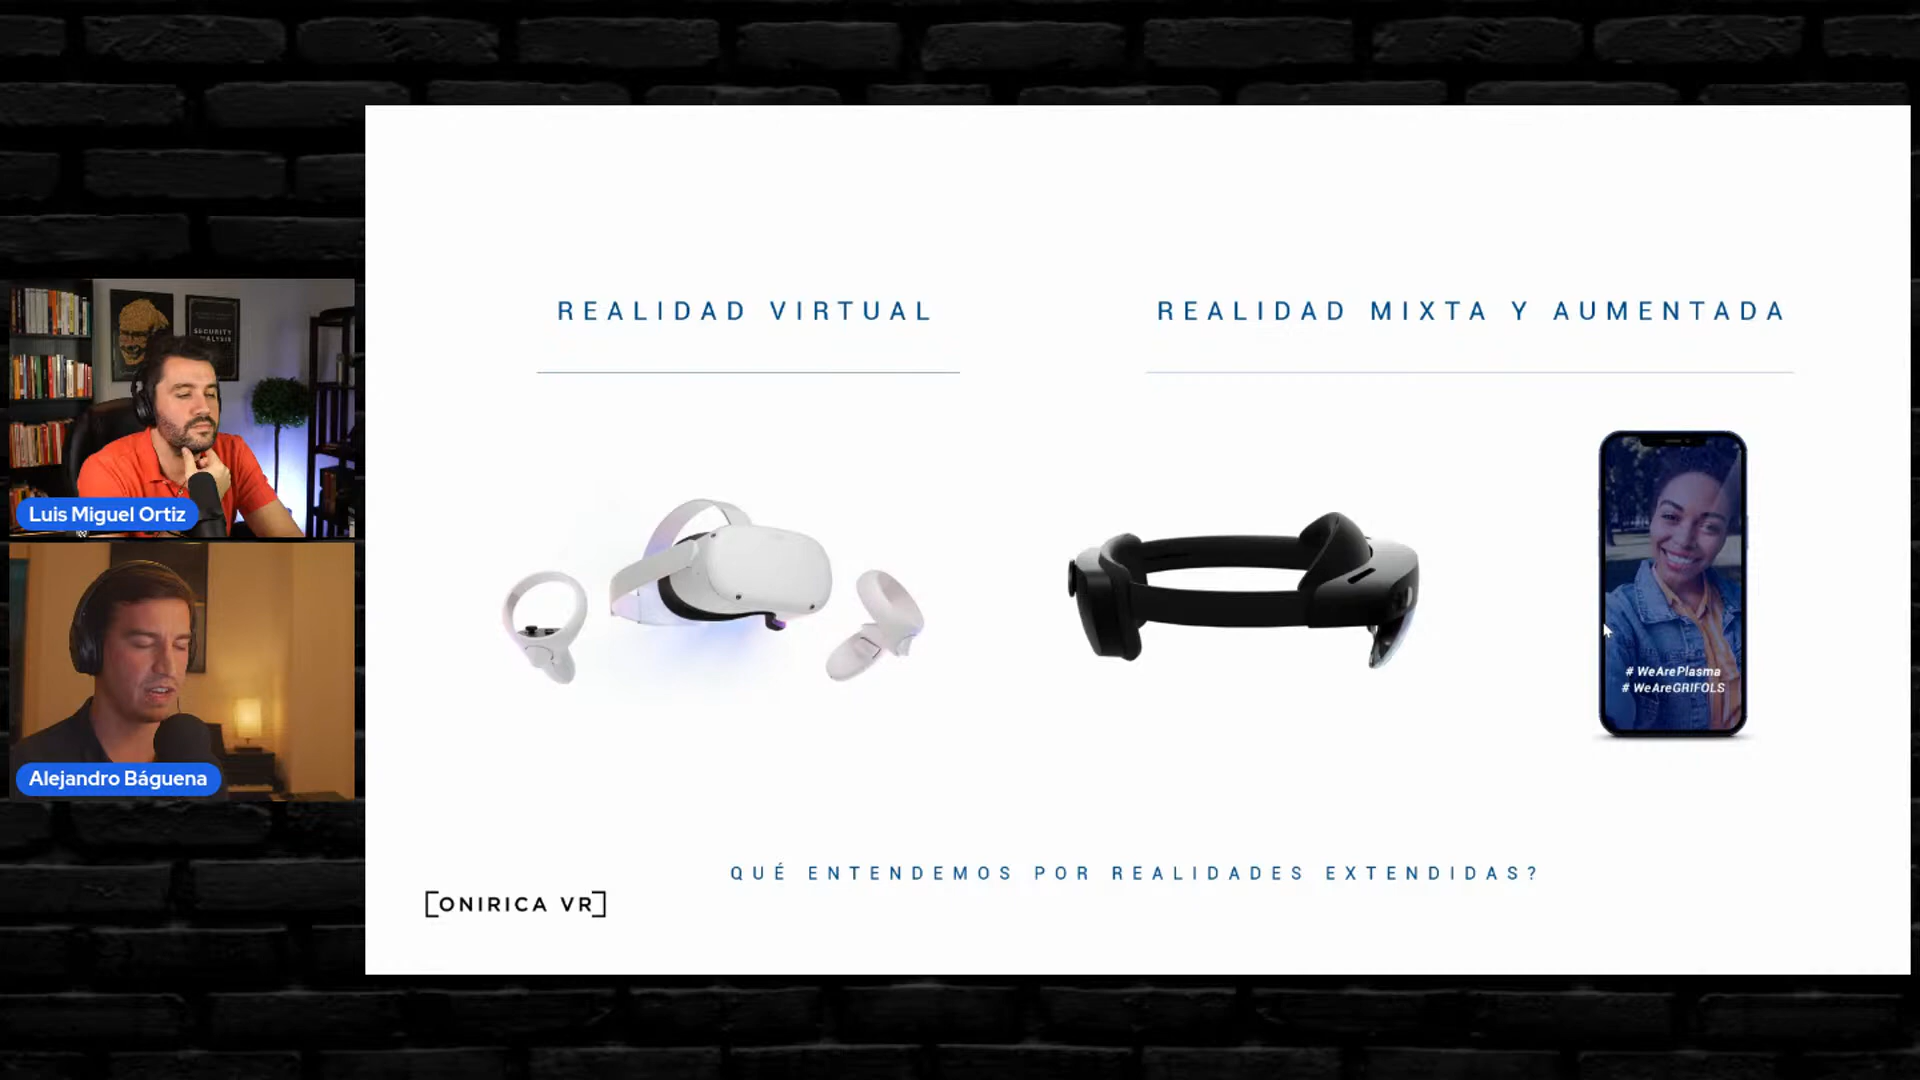 REALIDAD VIRTUAL
REALIDAD MIXTA Y AUMENTADA
SECURITY
Luis Miguel Ortiz
Alejandro Báguena
# WeArePlasma
# WeAreGRIFOLS
QUÉ ENTENDEMOS POR REALIDADES EXTENDIDAS?
[ONIRICA VR]